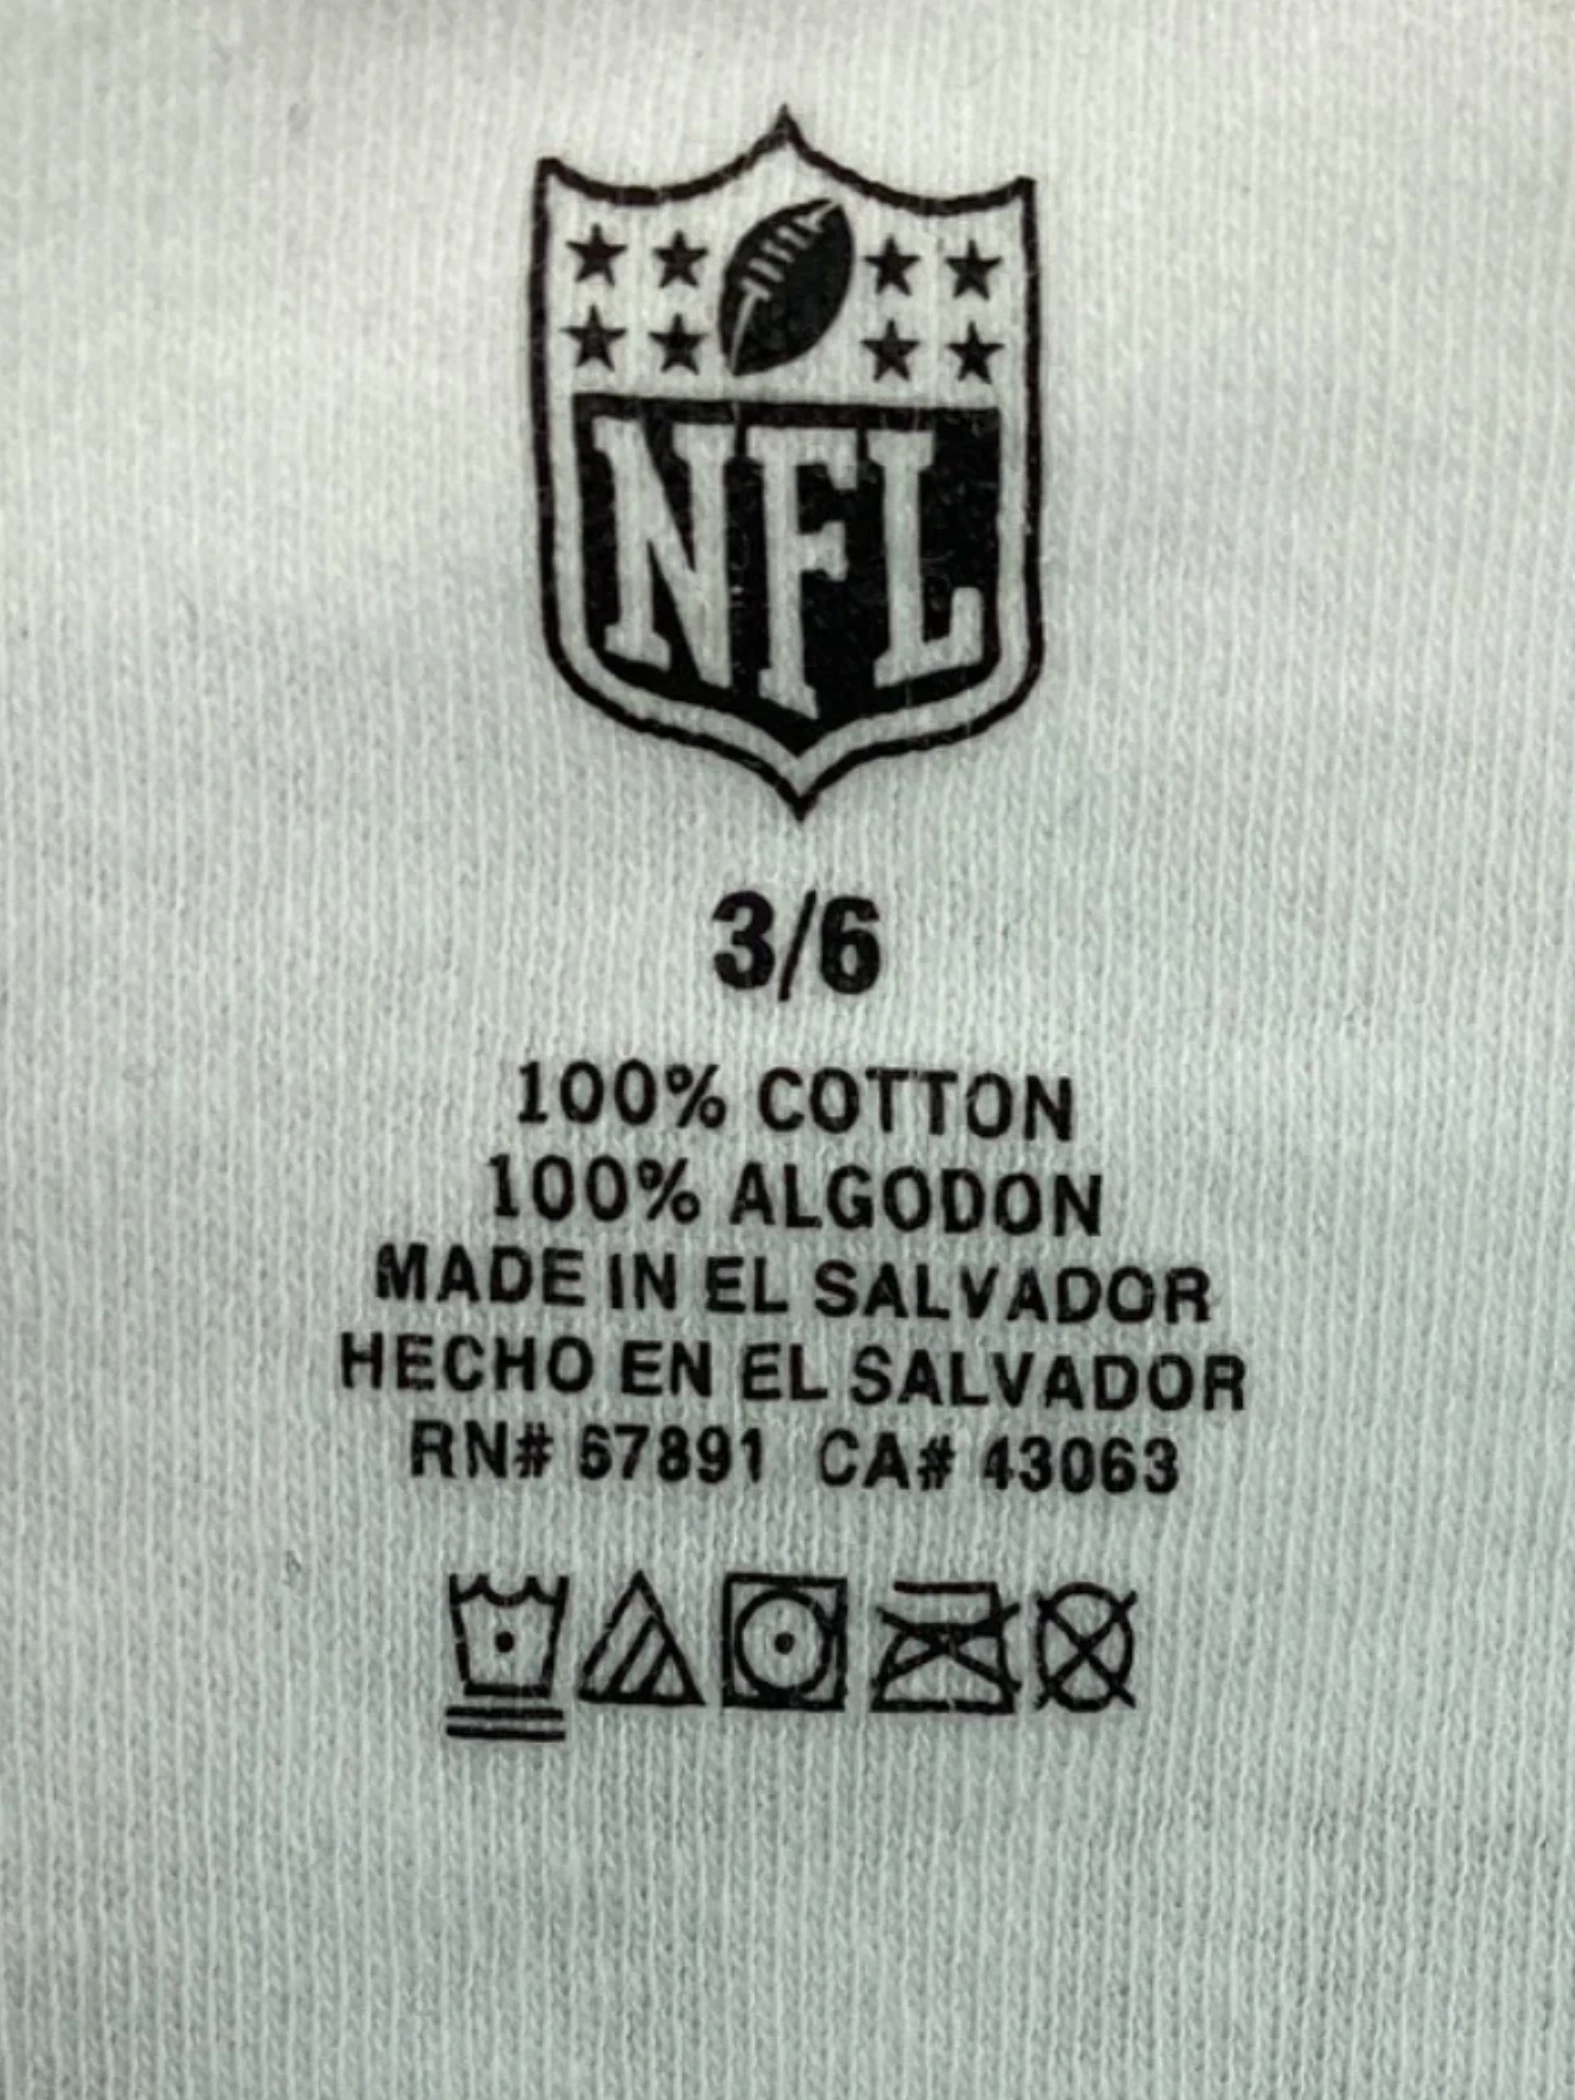 NFL
3/6
100% COTTON
100% ALGODON
MADE IN EL SALVADOR
HECHO EN EL SALVADOR
RN# 67891 CA# 43063